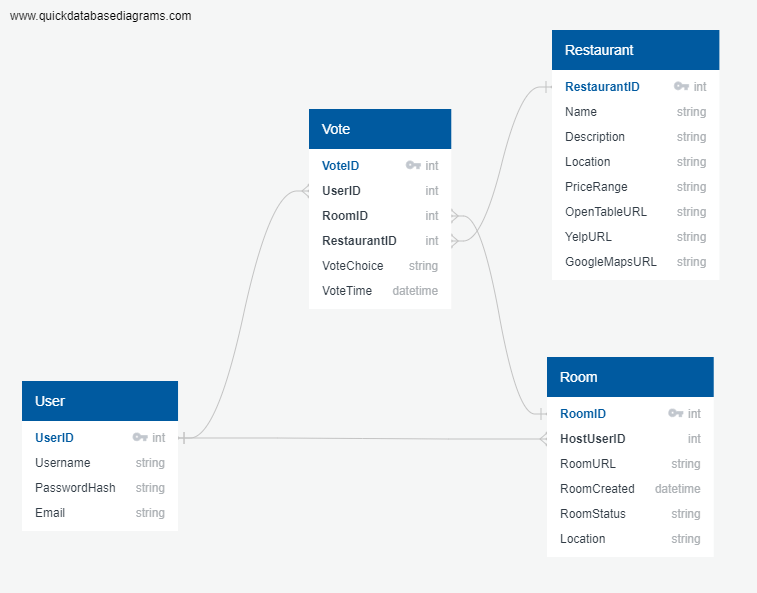 www.quickdatabasediagrams.com
Restaurant
RestaurantID int
Name string
Description string
Location string
PriceRange string
OpenTableURL string
YelpURL string
GoogleMapsURL string
Vote
VoteID int
UserID int
RoomID int
RestaurantID int
VoteChoice string
VoteTime datetime
Room
RoomID int
HostUserID int
RoomURL string
RoomCreated datetime
RoomStatus string
Location string
User
UserID int
Username string
PasswordHash string
Email string